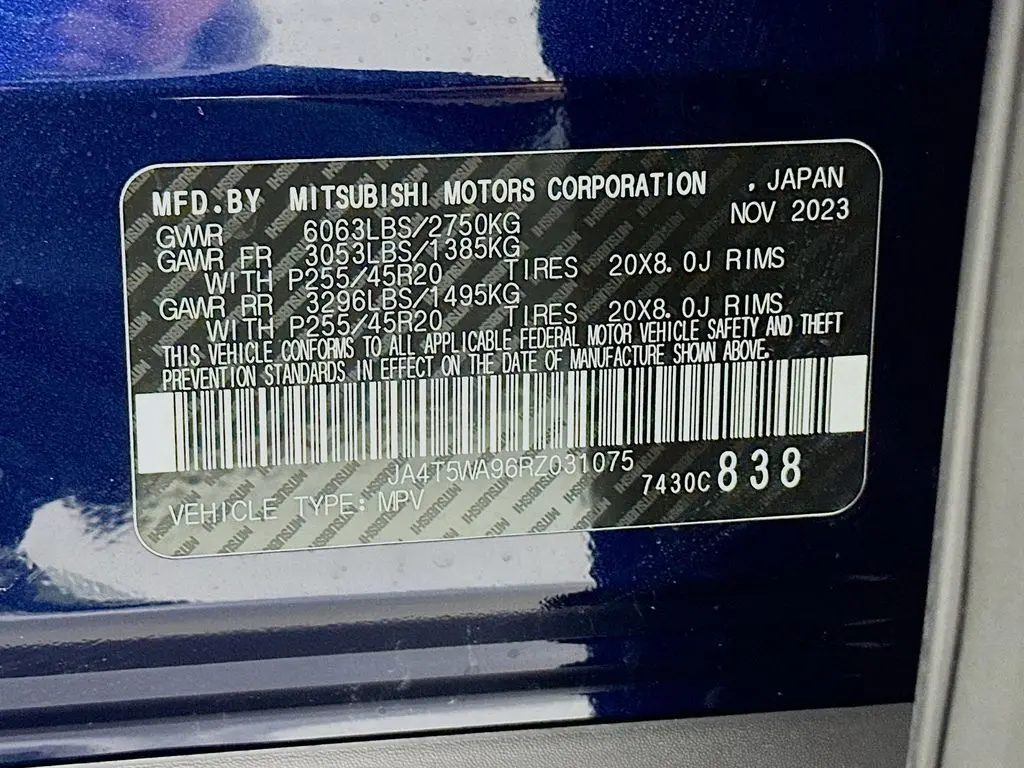 MFD.BY MITSUBISHI MOTORS CORPORATION , JAPAN
NOV 2023
GWWR 6063LBS/2750KG
GAWR FR 3053LBS/1385KG
WITH P255/45R20 TIRES 20X8.0J RIMS
GAWR RR 3296LBS/1495KG
WITH P255/45R20 TIRES 20X8.0J RIMS
THIS VEHICLE CONFORMS TO ALL APPLICABLE FEDERAL MOTOR VEHICLE SAFETY AND THEFT
PREVENTION STANDARDS IN EFFECT ON THE DATE OF MANUFACTURE SHOWN ABOVE.
JA4T5WA96RZ031075
7430C 838
VEHICLE TYPE: MPV